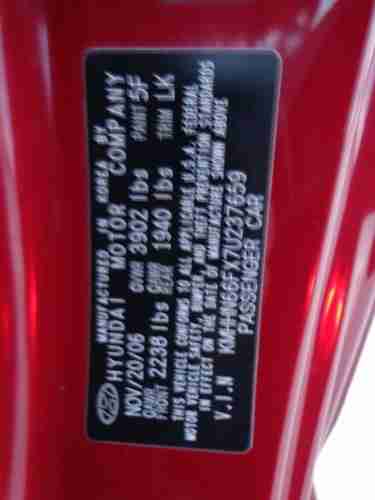 MANUFACTURED IN KOREA BY
HYUNDAI MOTOR COMPANY
NOV/20/06 GVWR 3902 lbs PAINT 5F
GAWR FRONT 2238 lbs GAWR REAR 1940 lbs TRIM LK
THIS VEHICLE CONFORMS TO ALL APPLICABLE U.S.A. FEDERAL
MOTOR VEHICLE SAFETY, BUMPER, AND THEFT PREVENTION STANDARDS
IN EFFECT ON THE DATE OF MANUFACTURE SHOWN ABOVE
V.I.N KMHHN66F17U237659
PASSENGER CAR